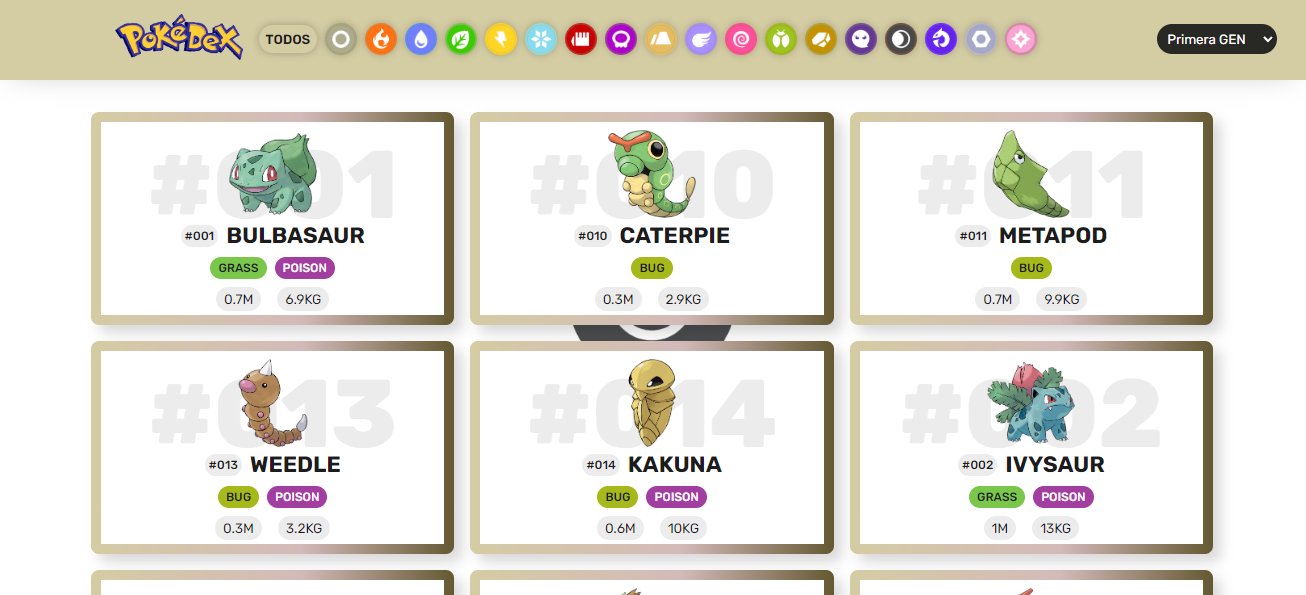 PokéDex
TODOS
Primera GEN
#001
#001 BULBASAUR
GRASS POISON
0.7M 6.9KG
#010
#010 CATERPIE
BUG
0.3M 2.9KG
#011
#011 METAPOD
BUG
0.7M 9.9KG
#013
#013 WEEDLE
BUG POISON
0.3M 3.2KG
#014
#014 KAKUNA
BUG POISON
0.6M 10KG
#002
#002 IVYSAUR
GRASS POISON
1M 13KG